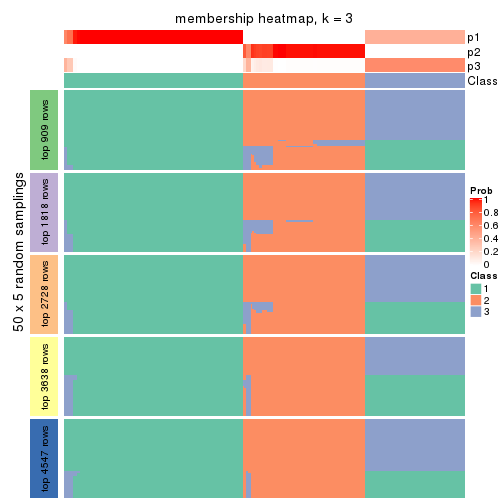 membership heatmap, k = 3
p1
p2
p3
Class
50 x 5 random samplings
top 909 rows
top 1818 rows
top 2728 rows
top 3638 rows
top 4547 rows
Prob
1
0.8
0.6
0.4
0.2
0
Class
1
2
3